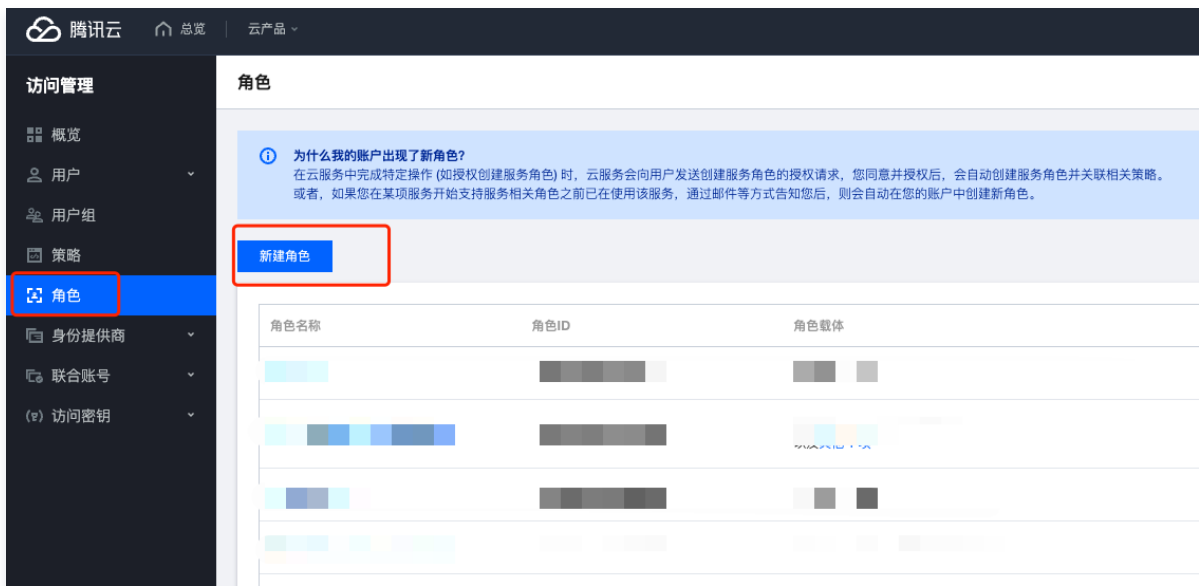 腾讯云 总览 云产品
访问管理
角色
概览
用户
用户组
策略
角色
身份提供商
联合账号
访问密钥
为什么我的账户出现了新角色?
在云服务中完成特定操作 (如授权创建服务角色) 时，云服务会向用户发送创建服务角色的授权请求，您同意并授权后，会自动创建服务角色并关联相关策略。
或者，如果您在某项服务开始支持服务相关角色之前已在使用该服务，通过邮件等方式告知您后，则会自动在您的账户中创建新角色。
新建角色
角色名称 角色ID 角色载体